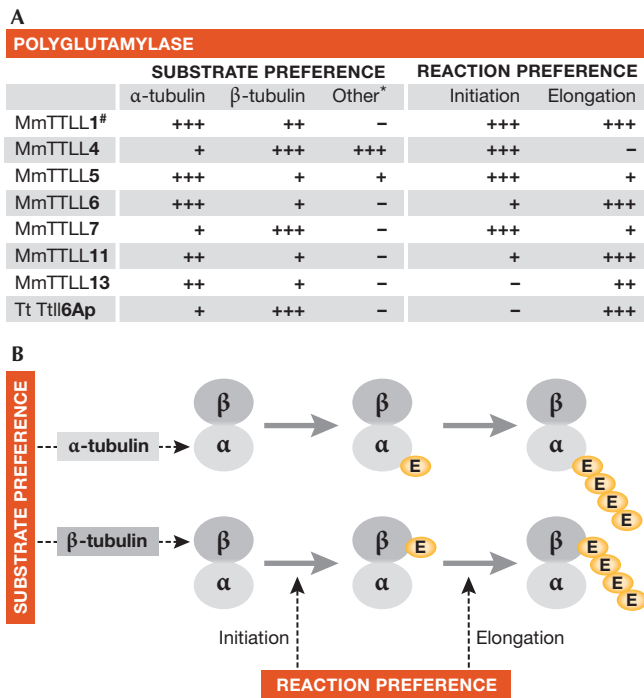 A
POLYGLUTAMYLASE
SUBSTRATE PREFERENCE REACTION PREFERENCE
α-tubulin β-tubulin Other* Initiation Elongation
MmTTLL1# +++ ++ – +++ +++
MmTTLL4 + +++ +++ +++ –
MmTTLL5 +++ + + +++ +
MmTTLL6 +++ + – + +++
MmTTLL7 + +++ – +++ +
MmTTLL11 ++ + – + +++
MmTTLL13 ++ + – – ++
Tt Ttll6Ap + +++ – – +++
B
SUBSTRATE PREFERENCE
β β β
α-tubulin α α α
E E E E E
β-tubulin β β E β E E E E
α α α
Initiation Elongation
REACTION PREFERENCE